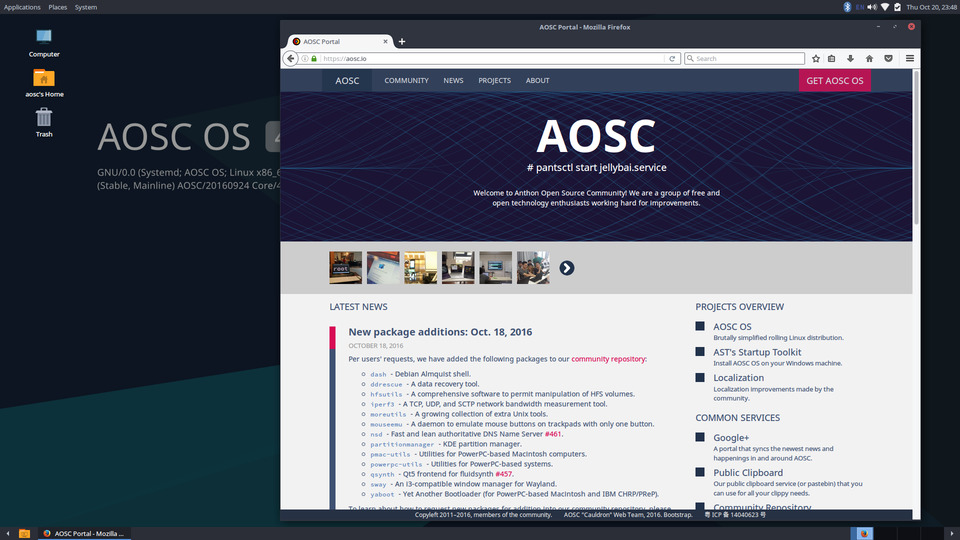 Applications Places System
EN
Thu Oct 20, 23:48
Computer
aosc's Home
Trash
AOSC OS
GNU/0.0 (Systemd; AOSC OS; Linux x86_6
(Stable, Mainline) AOSC/20160924 Core/4
AOSC Portal - Mozilla Firefox
AOSC Portal
https://aosc.io
Search
AOSC COMMUNITY NEWS PROJECTS ABOUT GET AOSC OS
AOSC
# pantsctl start jellybai.service
Welcome to Anthon Open Source Community! We are a group of free and
open technology enthusiasts working hard for improvements.
root
LATEST NEWS
New package additions: Oct. 18, 2016
OCTOBER 18, 2016
Per users' requests, we have added the following packages to our community repository:
dash - Debian Almquist shell.
ddrescue - A data recovery tool.
hfsutils - A comprehensive software to permit manipulation of HFS volumes.
iperf3 - A TCP, UDP, and SCTP network bandwidth measurement tool.
moreutils - A growing collection of extra Unix tools.
mouseemu - A daemon to emulate mouse buttons on trackpads with only one button.
nsd - Fast and lean authoritative DNS Name Server #461.
partitionmanager - KDE partition manager.
pmac-utils - Utilities for PowerPC-based Macintosh computers.
powerpc-utils - Utilities for PowerPC-based systems.
qsynth - Qt5 frontend for fluidsynth #457.
sway - An i3-compatible window manager for Wayland.
yaboot - Yet Another Bootloader (for PowerPC-based Macintosh and IBM CHRP/PReP).
To learn about how to request new packages for addition into our community repository, please
PROJECTS OVERVIEW
AOSC OS
Brutally simplified rolling Linux distribution.
AST's Startup Toolkit
Install AOSC OS on your Windows machine.
Localization
Localization improvements made by the
community.
COMMON SERVICES
Google+
A portal that syncs the newest news and
happenings in and around AOSC.
Public Clipboard
Our public clipboard service (or pastebin) that you
can use for all your clippy needs.
Community Repository
Copyleft 2011–2016, members of the community. AOSC "Cauldron" Web Team, 2016. Bootstrap. 粤 ICP 备 14040623 号
AOSC Portal - Mozilla ...